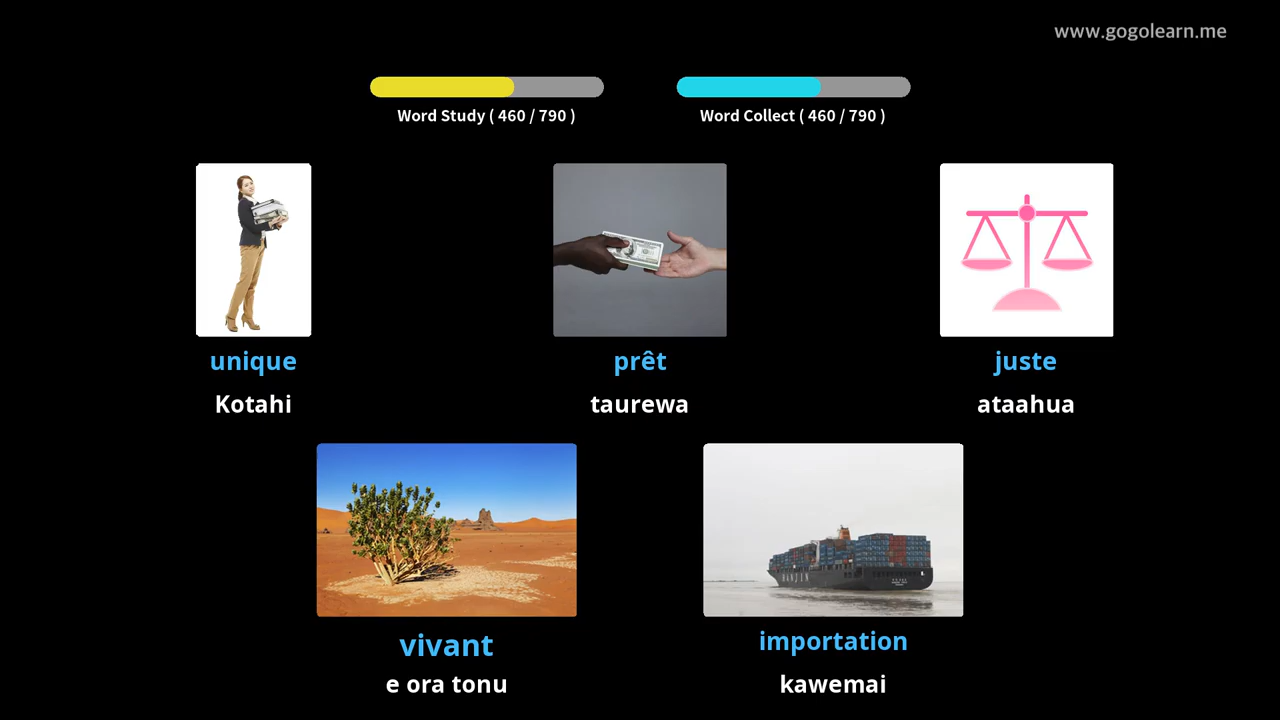 www.gogolearn.me
Word Study ( 460 / 790 )
Word Collect ( 460 / 790 )
unique
Kotahi
prêt
taurewa
juste
ataahua
HANJIN
vivant
e ora tonu
importation
kawemai